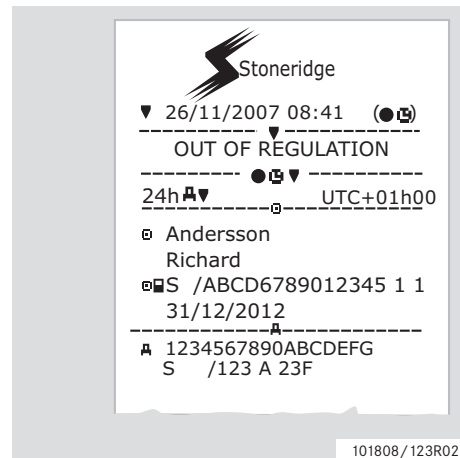 Stoneridge
▼ 26/11/2007 08:41 (●)
OUT OF REGULATION
24h ▼ UTC+01h00
Andersson
Richard
S /ABCD6789012345 1 1
31/12/2012
1234567890ABCDEFG
S /123 A 23F
101808/123R02